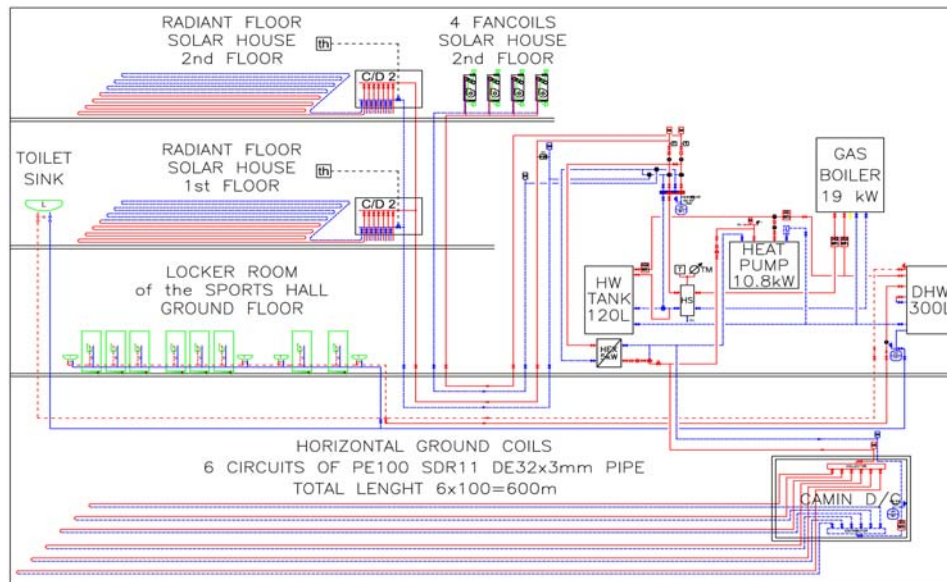 RADIANT FLOOR
SOLAR HOUSE
2nd FLOOR
th
C/D 2
4 FANCOILS
SOLAR HOUSE
2nd FLOOR
TOILET
SINK
L
RADIANT FLOOR
SOLAR HOUSE
1st FLOOR
th
C/D 2
GAS
BOILER
19 kW
LOCKER ROOM
of the SPORTS HALL
GROUND FLOOR
HW
TANK
120L
T
TM
HS
HEAT
PUMP
10.8kW
DHW
300L
HEX
5kW
HORIZONTAL GROUND COILS
6 CIRCUITS OF PE100 SDR11 DE32x3mm PIPE
TOTAL LENGHT 6x100=600m
CAMIN D/C